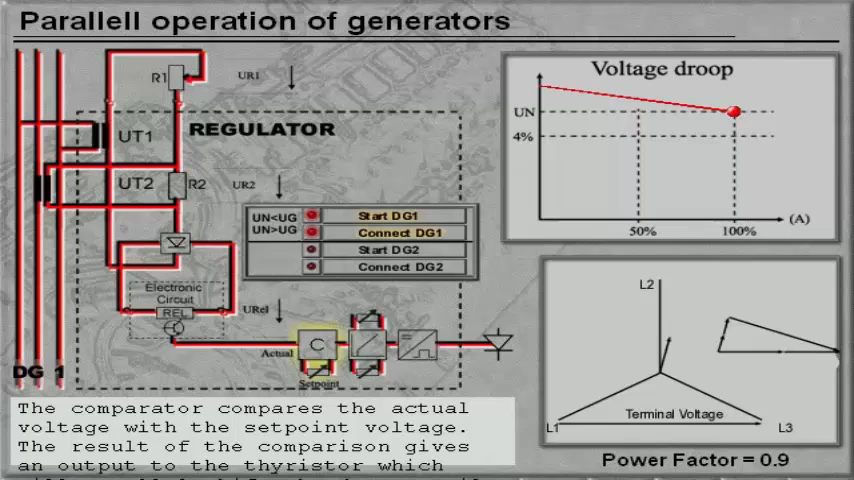 Parallell operation of generators
R1
UR1
Voltage droop
UN
4%
50%
100%
(A)
UT1
REGULATOR
UT2
R2
UR2
UN<UG
UN>UG
Start DG1
Connect DG1
Start DG2
Connect DG2
Electronic
Circuit
REL
URel
Actual
C
Setpoint
DG 1
L2
L1
Terminal Voltage
L3
Power Factor = 0.9
The comparator compares the actual
voltage with the setpoint voltage.
The result of the comparison gives
an output to the thyristor which